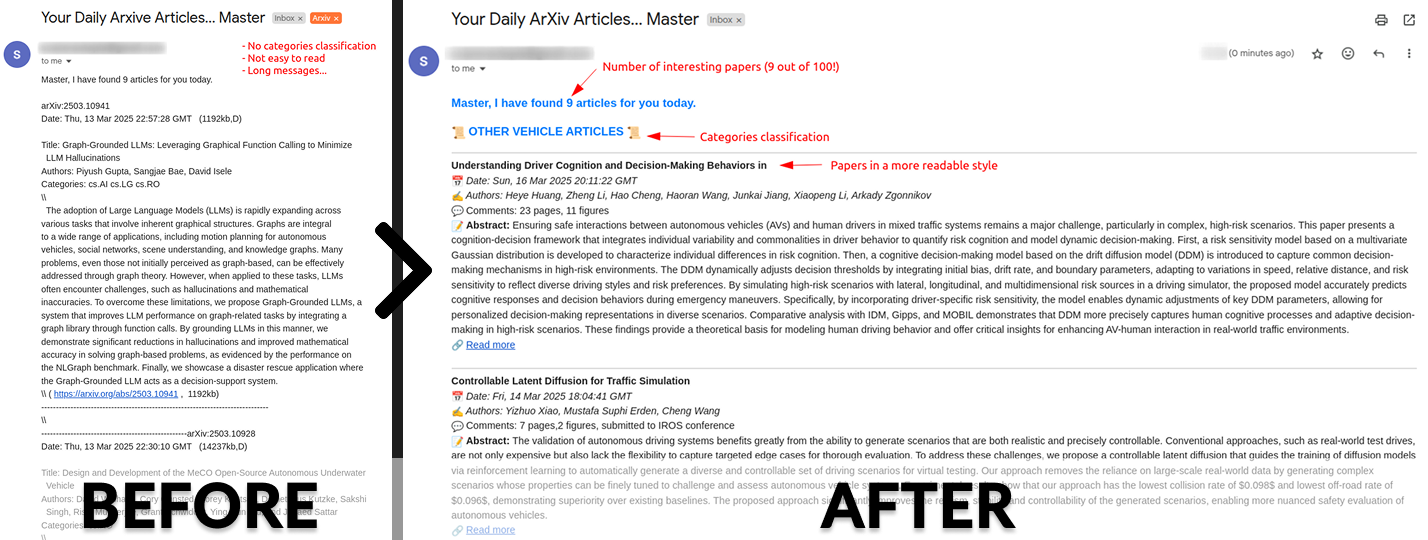 Your Daily Arxive Articles... Master Inbox × Arxiv ×
- No categories classification
- Not easy to read
- Long messages...
S
to me
Master, I have found 9 articles for you today.
arXiv:2503.10941
Date: Thu, 13 Mar 2025 22:57:28 GMT (1192kb,D)
Title: Graph-Grounded LLMs: Leveraging Graphical Function Calling to Minimize
LLM Hallucinations
Authors: Piyush Gupta, Sangjae Bae, David Isele
Categories: cs.AI cs.LG cs.RO
\\
The adoption of Large Language Models (LLMs) is rapidly expanding across
various tasks that involve inherent graphical structures. Graphs are integral
to a wide range of applications, including motion planning for autonomous
vehicles, social networks, scene understanding, and knowledge graphs. Many
problems, even those not initially perceived as graph-based, can be effectively
addressed through graph theory. However, when applied to these tasks, LLMs
often encounter challenges, such as hallucinations and mathematical
inaccuracies. To overcome these limitations, we propose Graph-Grounded LLMs, a
system that improves LLM performance on graph-related tasks by integrating a
graph library through function calls. By grounding LLMs in this manner, we
demonstrate significant reductions in hallucinations and improved mathematical
accuracy in solving graph-based problems, as evidenced by the performance on
the NLGraph benchmark. Finally, we showcase a disaster rescue application where
the Graph-Grounded LLM acts as a decision-support system.
\\ ( https://arxiv.org/abs/2503.10941 , 1192kb)
------------------------------------------------------------------------------
\\
--------------------------------------------------arXiv:2503.10928
Date: Thu, 13 Mar 2025 22:30:10 GMT (14237kb,D)
Title: Design and Development of the MeCO Open-Source Autonomous Underwater
Vehicle
Authors: Kutzke, Sakshi
Singh, Sattar
Categories
\\
BEFORE
Your Daily ArXiv Articles... Master Inbox ×
S
to me
(0 minutes ago)
Number of interesting papers (9 out of 100!)
Master, I have found 9 articles for you today.
📜 OTHER VEHICLE ARTICLES 📜
Categories classification
Understanding Driver Cognition and Decision-Making Behaviors in
Papers in a more readable style
📅 Date: Sun, 16 Mar 2025 20:11:22 GMT
✍️ Authors: Heye Huang, Zheng Li, Hao Cheng, Haoran Wang, Junkai Jiang, Xiaopeng Li, Arkady Zgonnikov
💬 Comments: 23 pages, 11 figures
📝 Abstract: Ensuring safe interactions between autonomous vehicles (AVs) and human drivers in mixed traffic systems remains a major challenge, particularly in complex, high-risk scenarios. This paper presents a
cognition-decision framework that integrates individual variability and commonalities in driver behavior to quantify risk cognition and model dynamic decision-making. First, a risk sensitivity model based on a multivariate
Gaussian distribution is developed to characterize individual differences in risk cognition. Then, a cognitive decision-making model based on the drift diffusion model (DDM) is introduced to capture common decision-
making mechanisms in high-risk environments. The DDM dynamically adjusts decision thresholds by integrating initial bias, drift rate, and boundary parameters, adapting to variations in speed, relative distance, and risk
sensitivity to reflect diverse driving styles and risk preferences. By simulating high-risk scenarios with lateral, longitudinal, and multidimensional risk sources in a driving simulator, the proposed model accurately predicts
cognitive responses and decision behaviors during emergency maneuvers. Specifically, by incorporating driver-specific risk sensitivity, the model enables dynamic adjustments of key DDM parameters, allowing for
personalized decision-making representations in diverse scenarios. Comparative analysis with IDM, Gipps, and MOBIL demonstrates that DDM more precisely captures human cognitive processes and adaptive decision-
making in high-risk scenarios. These findings provide a theoretical basis for modeling human driving behavior and offer critical insights for enhancing AV-human interaction in real-world traffic environments.
🔗 Read more
Controllable Latent Diffusion for Traffic Simulation
📅 Date: Fri, 14 Mar 2025 18:04:41 GMT
✍️ Authors: Yizhuo Xiao, Mustafa Suphi Erden, Cheng Wang
💬 Comments: 7 pages,2 figures, submitted to IROS conference
📝 Abstract: The validation of autonomous driving systems benefits greatly from the ability to generate scenarios that are both realistic and precisely controllable. Conventional approaches, such as real-world test drives,
are not only expensive but also lack the flexibility to capture targeted edge cases for thorough evaluation. To address these challenges, we propose a controllable latent diffusion that guides the training of diffusion models
via reinforcement learning to automatically generate a diverse and controllable set of driving scenarios for virtual testing. Our approach removes the reliance on large-scale real-world data by generating complex
scenarios whose properties can be finely tuned to challenge and assess autonomous vehicle show that our approach has the lowest collision rate of $0.098$ and lowest off-road rate of
$0.096$, demonstrating superiority over existing baselines. The proposed approach and controllability of the generated scenarios, enabling more nuanced safety evaluation of
autonomous vehicles.
🔗 Read more
AFTER